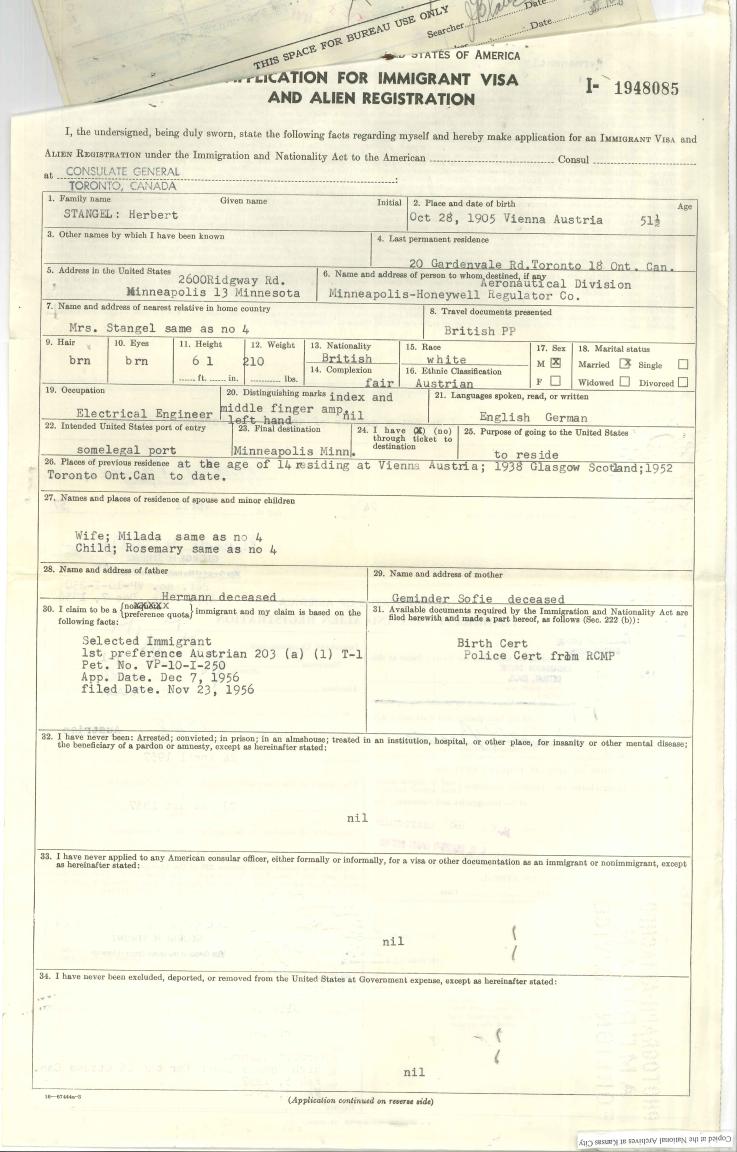 THIS SPACE FOR BUREAU USE ONLY
Searcher
Date
Date
STATES OF AMERICA
APPLICATION FOR IMMIGRANT VISA
AND ALIEN REGISTRATION
I- 1948085
I, the undersigned, being duly sworn, state the following facts regarding myself and hereby make application for an IMMIGRANT VISA and
ALIEN REGISTRATION under the Immigration and Nationality Act to the American Consul
at CONSULATE GENERAL
TORONTO, CANADA
1. Family name Given name Initial
STANGEL: Herbert
2. Place and date of birth Age
Oct 28, 1905 Vienna Austria 51½
3. Other names by which I have been known
4. Last permanent residence
20 Gardenvale Rd.Toronto 18 Ont. Can.
5. Address in the United States
2600Ridgway Rd.
Minneapolis 13 Minnesota
6. Name and address of person to whom destined, if any
Aeronautical Division
Minneapolis-Honeywell Regulator Co.
7. Name and address of nearest relative in home country
Mrs. Stangel same as no 4
8. Travel documents presented
British PP
9. Hair
brn
10. Eyes
brn
11. Height
6 1
ft. in.
12. Weight
210
lbs.
13. Nationality
British
14. Complexion
fair
15. Race
white
16. Ethnic Classification
Austrian
17. Sex
M X
F
18. Marital status
Married X Single
Widowed Divorced
19. Occupation
Electrical Engineer
20. Distinguishing marks index and
middle finger amp. nil
left hand
21. Languages spoken, read, or written
English German
22. Intended United States port of entry
somelegal port
23. Final destination
Minneapolis Minn.
24. I have (no)
through ticket to
destination
25. Purpose of going to the United States
to reside
26. Places of previous residence at the age of 14 residing at Vienna Austria; 1938 Glasgow Scotland;1952
Toronto Ont.Can to date.
27. Names and places of residence of spouse and minor children
Wife; Milada same as no 4
Child; Rosemary same as no 4
28. Name and address of father
Hermann deceased
29. Name and address of mother
Geminder Sofie deceased
30. I claim to be a {nonquota preference quota} immigrant and my claim is based on the
following facts:
Selected Immigrant
1st preference Austrian 203 (a) (1) T-1
Pet. No. VP-10-I-250
App. Date. Dec 7, 1956
filed Date. Nov 23, 1956
31. Available documents required by the Immigration and Nationality Act are
filed herewith and made a part hereof, as follows (Sec. 222 (b)):
Birth Cert
Police Cert from RCMP
32. I have never been: Arrested; convicted; in prison; in an almshouse; treated in an institution, hospital, or other place, for insanity or other mental disease;
the beneficiary of a pardon or amnesty, except as hereinafter stated:
nil
33. I have never applied to any American consular officer, either formally or informally, for a visa or other documentation as an immigrant or nonimmigrant, except
as hereinafter stated:
nil
34. I have never been excluded, deported, or removed from the United States at Government expense, except as hereinafter stated:
nil
16—67444a-3
(Application continued on reverse side)
Copied at the National Archives at Kansas City